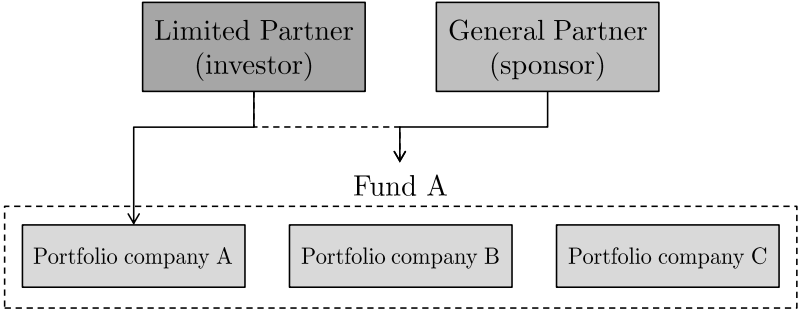 Limited Partner
(investor)
General Partner
(sponsor)
Fund A
Portfolio company A
Portfolio company B
Portfolio company C